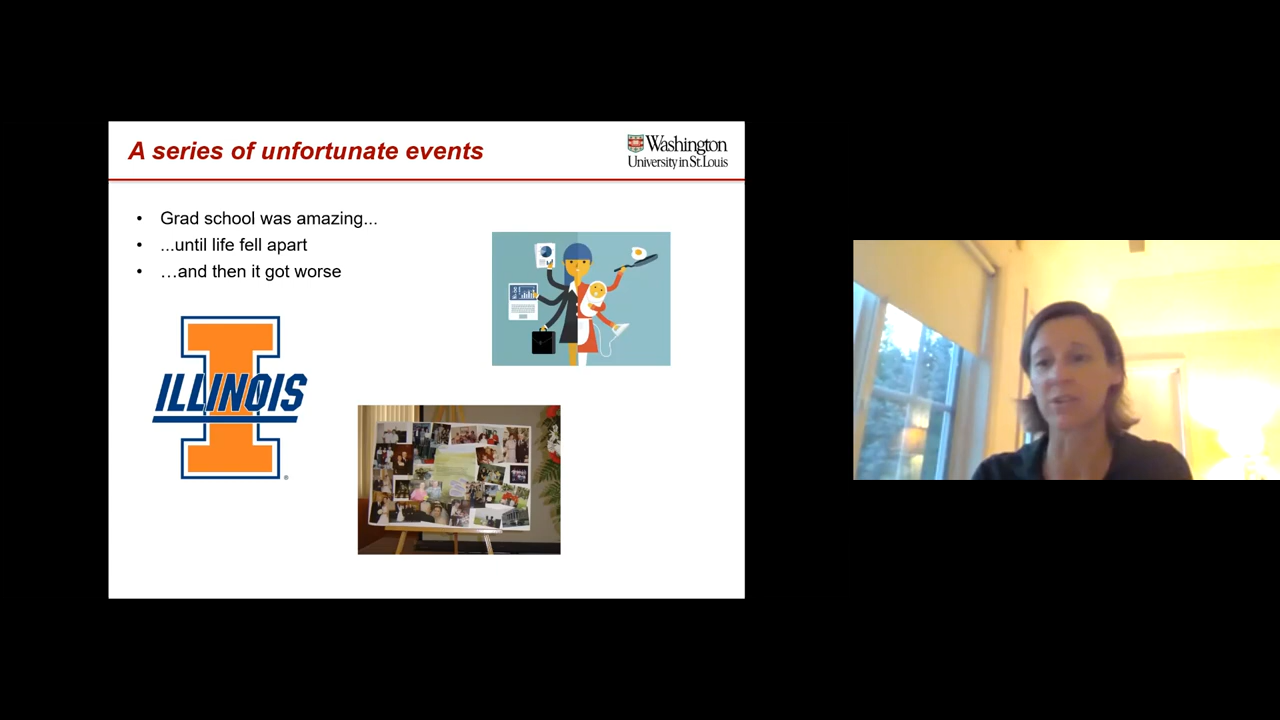 A series of unfortunate events
Washington
University in St. Louis
• Grad school was amazing...
• ...until life fell apart
• ...and then it got worse
ILLINOIS
®